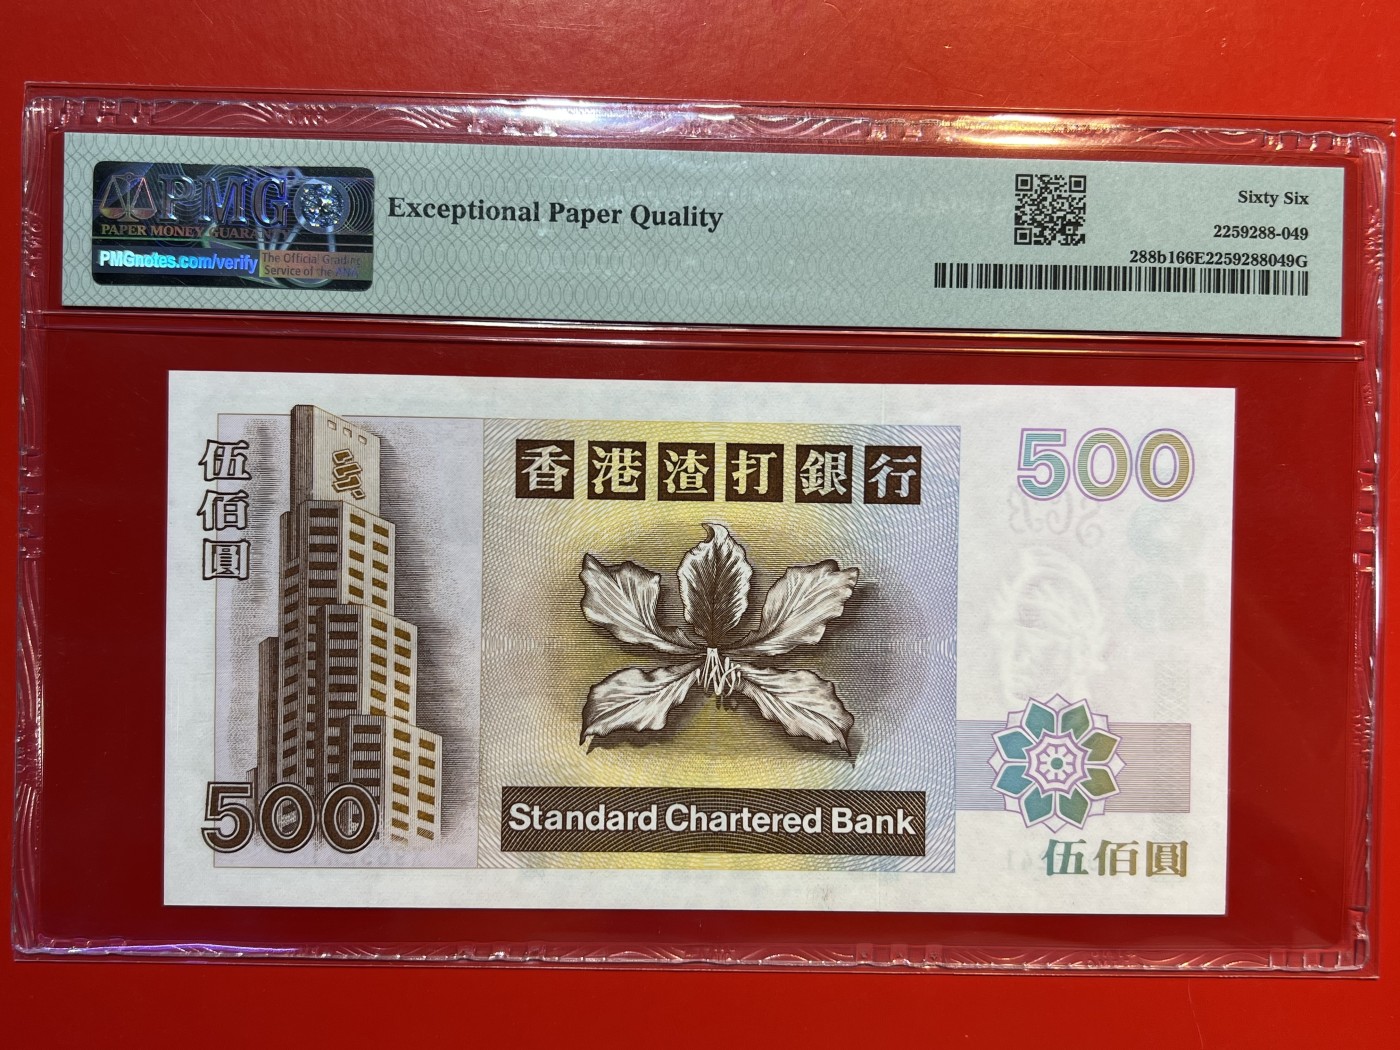 PMG
PAPER MONEY GUARANTY
PMGnotes.com/verify
The Official Grading
Service of the ANA
Exceptional Paper Quality
Sixty Six
2259288-049
288b166E2259288049G
伍佰圓
香港渣打銀行
500
500
Standard Chartered Bank
伍佰圓